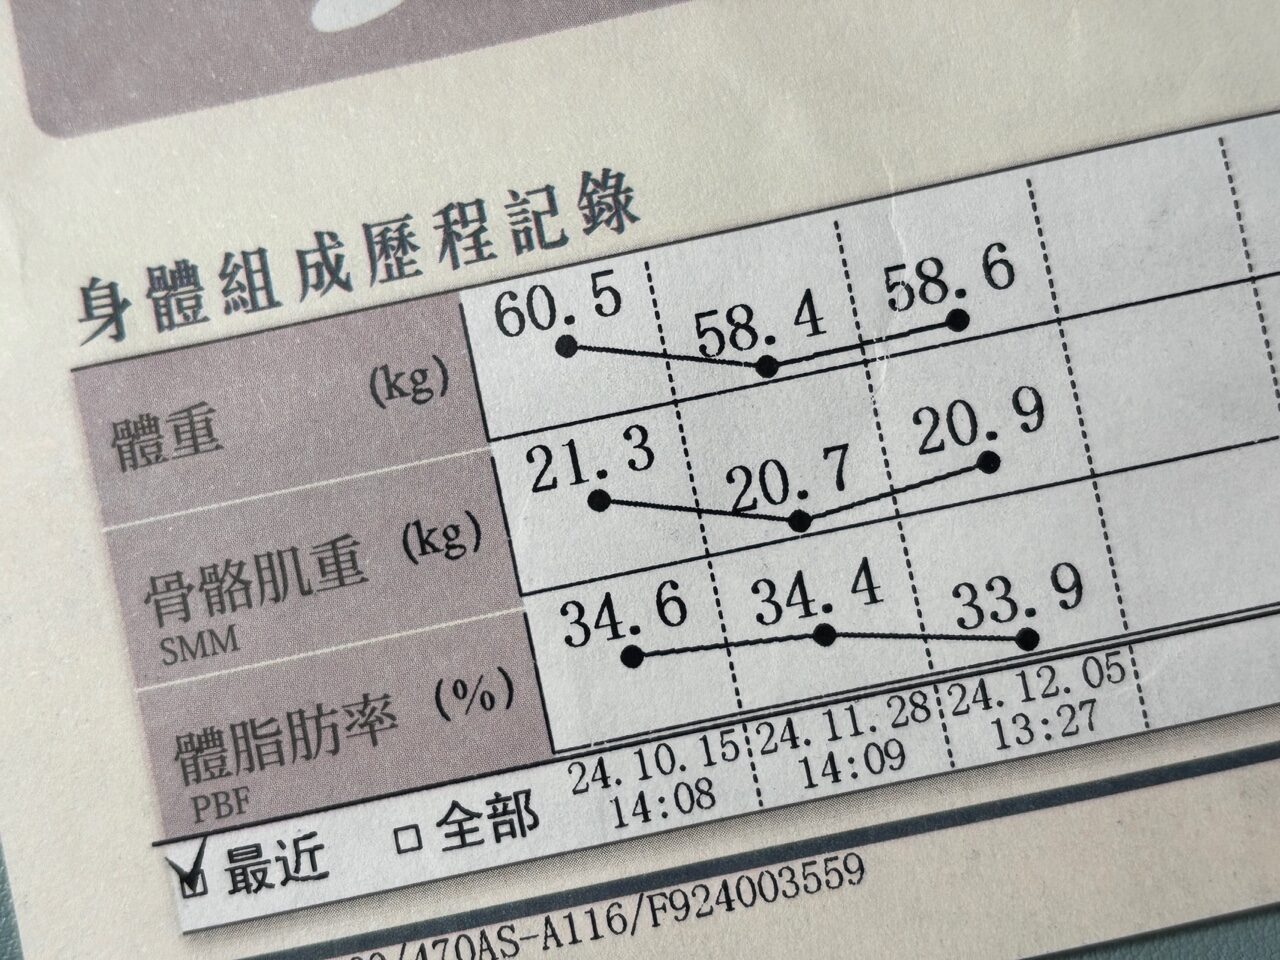 身體組成歷程記錄
體重 (kg) 60.5 58.4 58.6
骨骼肌重 (kg) 21.3 20.7 20.9
SMM
體脂肪率 (%) 34.6 34.4 33.9
PBF
最近 全部 24.10.15 24.11.28 24.12.05
14:08 14:09 13:27
/470AS-A116/F924003559